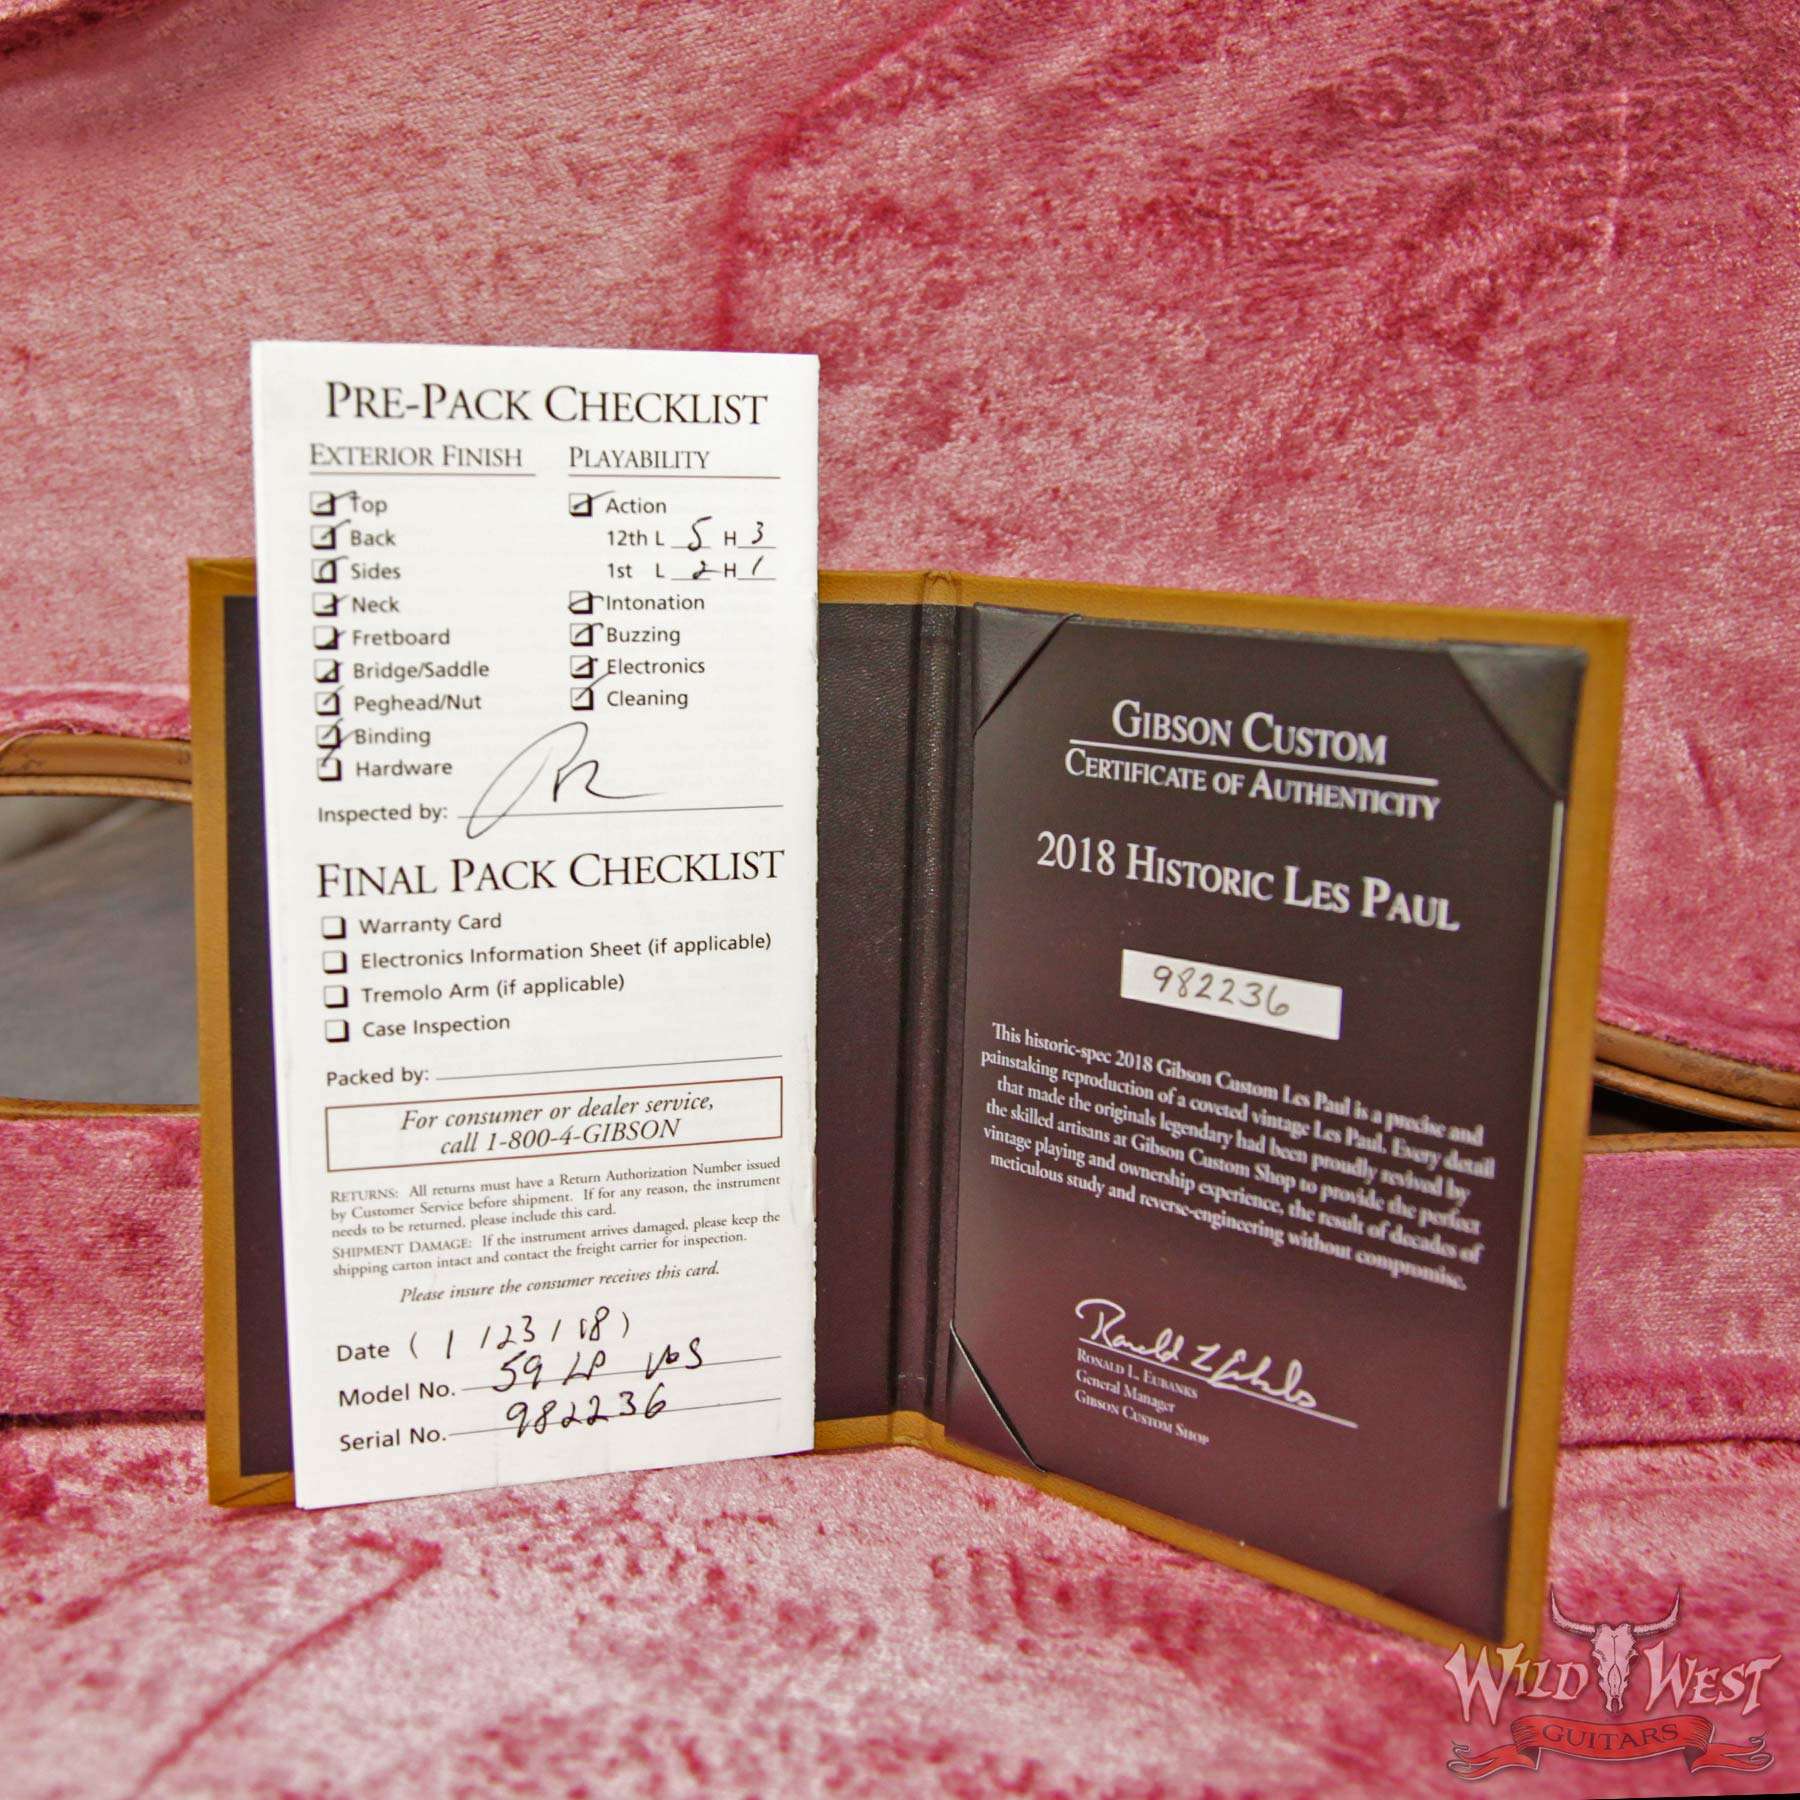 PRE-PACK CHECKLIST
EXTERIOR FINISH
Top
Back
Sides
Neck
Fretboard
Bridge/Saddle
Peghead/Nut
Binding
Hardware
PLAYABILITY
Action
12th L 5 H 3
1st L 2 H 1
Intonation
Buzzing
Electronics
Cleaning
Inspected by:
FINAL PACK CHECKLIST
Warranty Card
Electronics Information Sheet (if applicable)
Tremolo Arm (if applicable)
Case Inspection
Packed by:
For consumer or dealer service,
call 1-800-4-GIBSON
RETURNS: All returns must have a Return Authorization Number issued
by Customer Service before shipment. If for any reason, the instrument
needs to be returned, please include this card.
SHIPMENT DAMAGE: If the instrument arrives damaged, please keep the
shipping carton intact and contact the freight carrier for inspection.
Please insure the consumer receives this card.
Date ( 1 / 23 / 18 )
Model No. 59 LP VOS
Serial No. 982236
GIBSON CUSTOM
CERTIFICATE OF AUTHENTICITY
2018 HISTORIC LES PAUL
982236
This historic-spec 2018 Gibson Custom Les Paul is a precise and
painstaking reproduction of a coveted vintage Les Paul. Every detail
that made the originals legendary had been proudly revived by
the skilled artisans at Gibson Custom Shop to provide the perfect
vintage playing and ownership experience, the result of decades of
meticulous study and reverse-engineering without compromise.
Ronald L Eubanks
RONALD L. EUBANKS
General Manager
GIBSON CUSTOM SHOP
WILD WEST
GUITARS